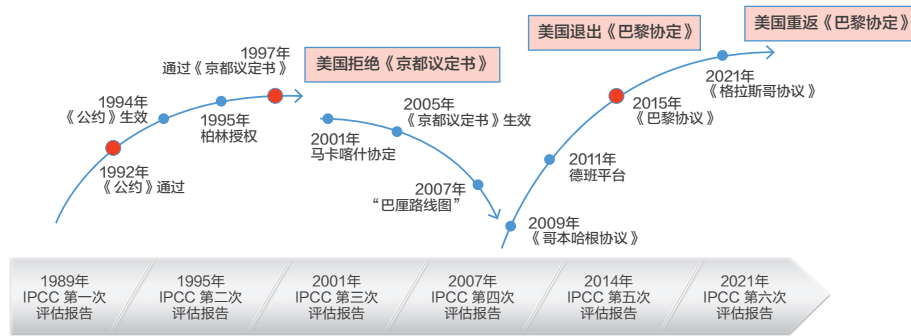 美国重返《巴黎协定》
美国退出《巴黎协定》
1997年
通过《京都议定书》
美国拒绝《京都议定书》
1994年
《公约》生效
1995年
柏林授权
1992年
《公约》通过
2005年
《京都议定书》生效
2001年
马卡喀什协定
2007年
“巴厘路线图”
2021年
《格拉斯哥协议》
2015年
《巴黎协议》
2011年
德班平台
2009年
《哥本哈根协议》
1989年
IPCC 第一次
评估报告
1995年
IPCC 第二次
评估报告
2001年
IPCC 第三次
评估报告
2007年
IPCC 第四次
评估报告
2014年
IPCC 第五次
评估报告
2021年
IPCC 第六次
评估报告